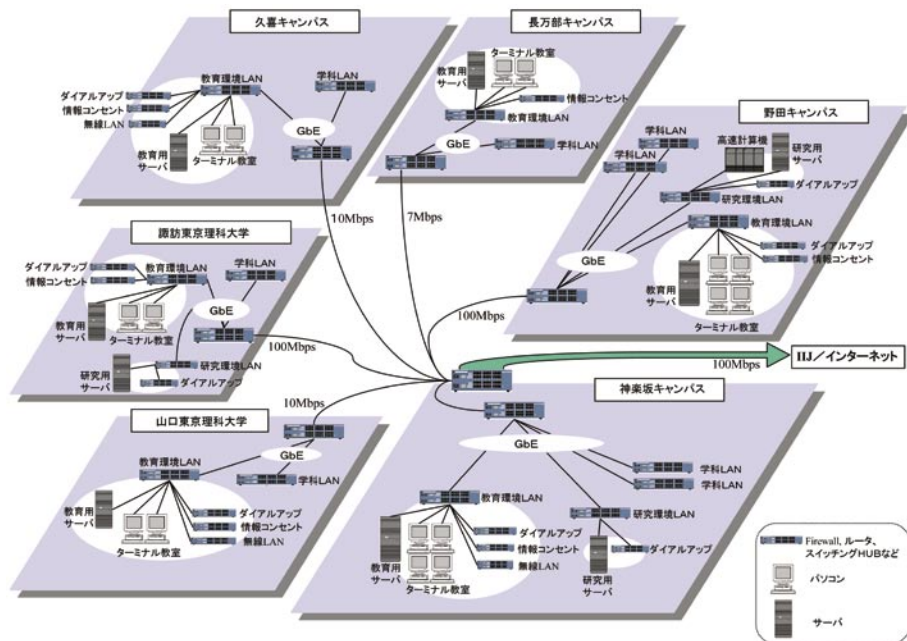 久喜キャンパス
教育環境LAN
学科LAN
ダイアルアップ
情報コンセント
無線LAN
教育用
サーバ
ターミナル教室
GbE
10Mbps
長万部キャンパス
ターミナル教室
教育用
サーバ
情報コンセント
教育環境LAN
GbE
学科LAN
7Mbps
野田キャンパス
学科LAN
学科LAN
高速計算機
研究用
サーバ
ダイアルアップ
研究環境LAN
教育環境LAN
ダイアルアップ
情報コンセント
GbE
教育用
サーバ
ターミナル教室
100Mbps
諏訪東京理科大学
ダイアルアップ
情報コンセント
教育環境LAN
学科LAN
GbE
教育用
サーバ
ターミナル教室
研究環境LAN
研究用
サーバ
ダイアルアップ
100Mbps
100Mbps
IIJ／インターネット
山口東京理科大学
10Mbps
GbE
教育環境LAN
学科LAN
教育用
サーバ
ダイアルアップ
情報コンセント
無線LAN
ターミナル教室
神楽坂キャンパス
GbE
学科LAN
学科LAN
教育環境LAN
研究環境LAN
ダイアルアップ
情報コンセント
無線LAN
教育用
サーバ
ターミナル教室
ダイアルアップ
研究用
サーバ
Firewall, ルータ、
スイッチングHUBなど
パソコン
サーバ